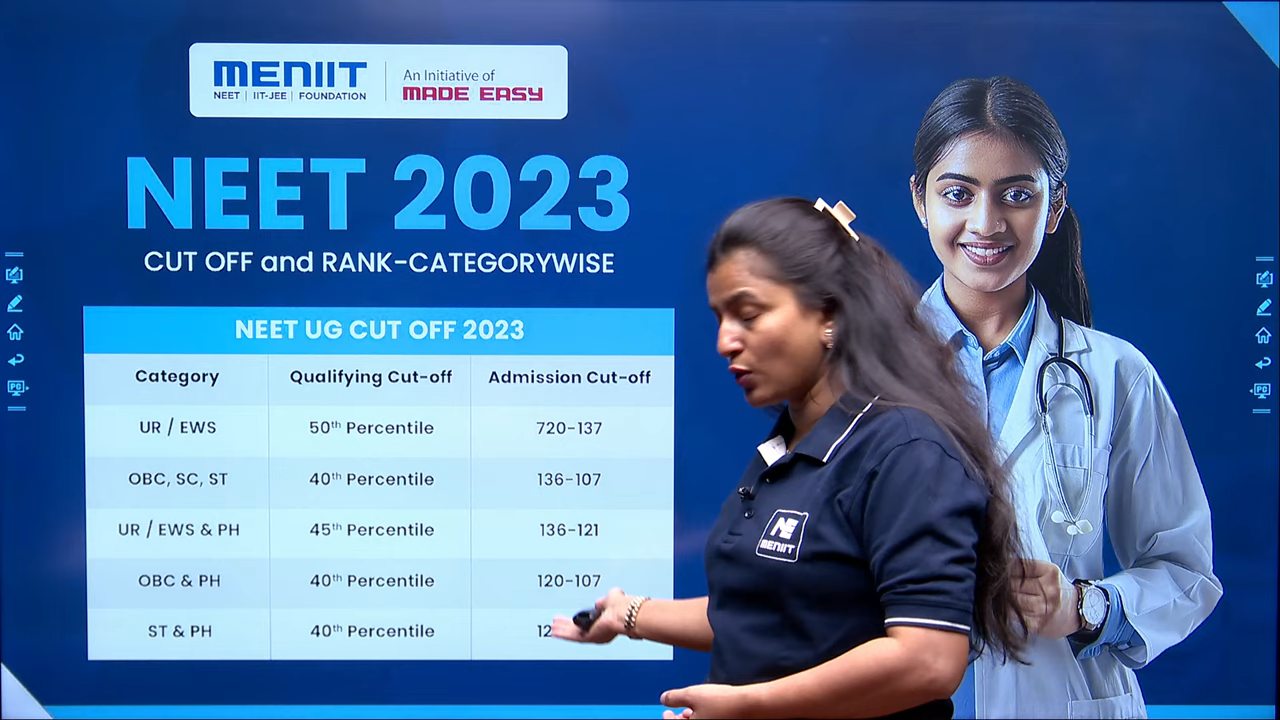 MENIIT
NEET | IIT-JEE | FOUNDATION
An Initiative of
MADE EASY
NEET 2023
CUT OFF and RANK-CATEGORYWISE
NEET UG CUT OFF 2023
Category Qualifying Cut-off Admission Cut-off
UR / EWS 50th Percentile 720-137
OBC, SC, ST 40th Percentile 136-107
UR / EWS & PH 45th Percentile 136-121
OBC & PH 40th Percentile 120-107
ST & PH 40th Percentile
NE
MENIIT
PC
PC